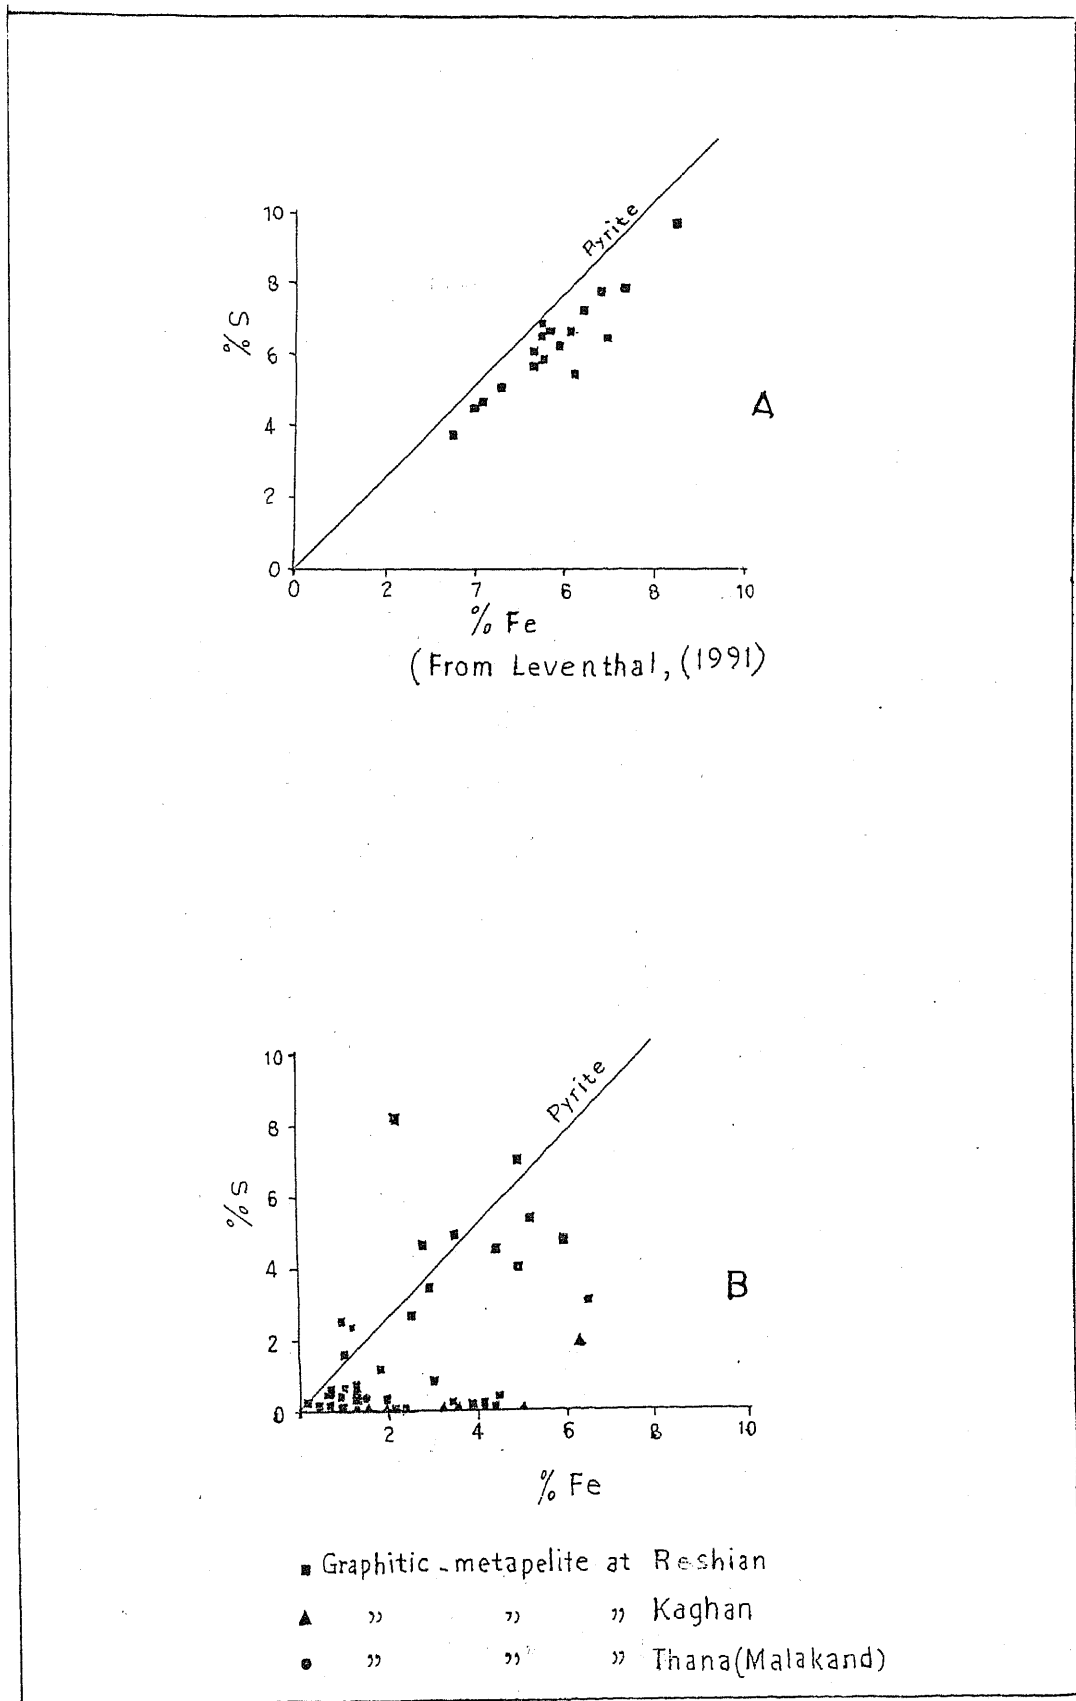 10
8
6
4
2
0
% S
Pyrite
A
0 2 7 6 8 10
% Fe
(From Leventhal, (1991)
10
8
6
4
2
0
% S
Pyrite
B
2 4 6 8 10
% Fe
Graphitic - metapelite at Reshian
" " " Kaghan
" " " Thana(Malakand)